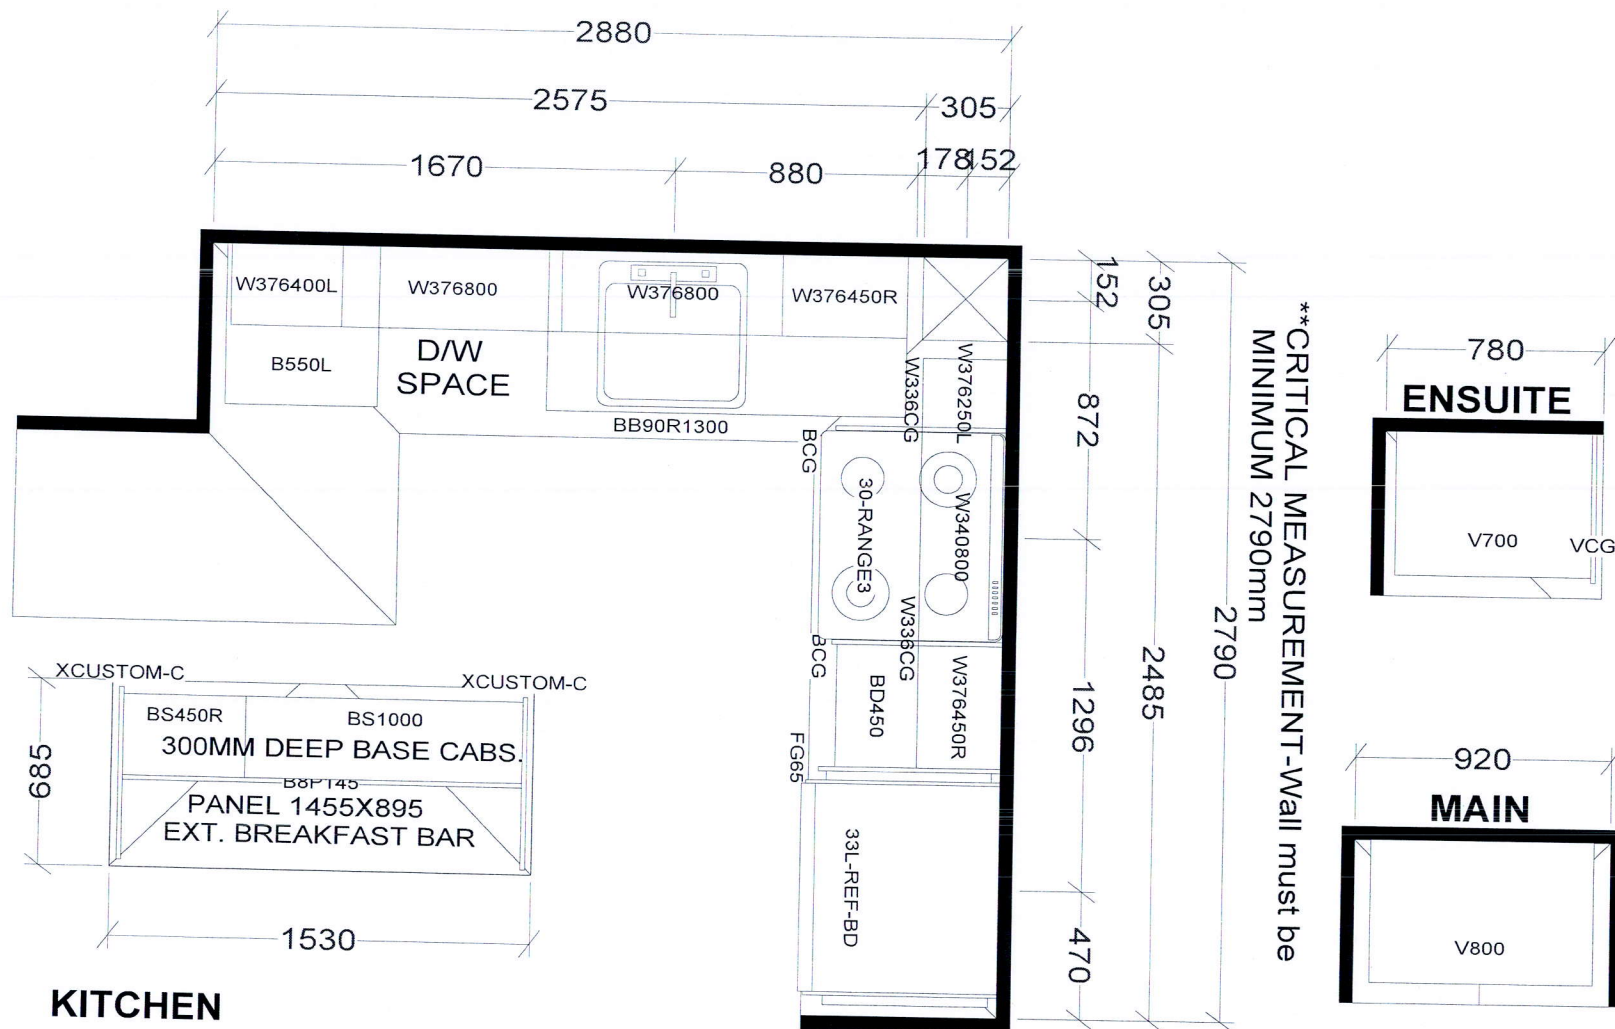 2880
2575
305
1670
880
178
152
W376400L
W376800
W376800
W376450R
B550L
D/W
SPACE
BB90R1300
W336CG
W376250L
BCG
30-RANGE3
W340800
BCG
W336CG
BD450
W376450R
FG65
33L-REF-BD
152
305
872
2790
2485
1296
470
**CRITICAL MEASUREMENT-Wall must be
MINIMUM 2790mm
780
ENSUITE
V700
VCG
920
MAIN
V800
XCUSTOM-C
XCUSTOM-C
BS450R
BS1000
300MM DEEP BASE CABS.
PANEL 1455X895
EXT. BREAKFAST BAR
685
1530
KITCHEN